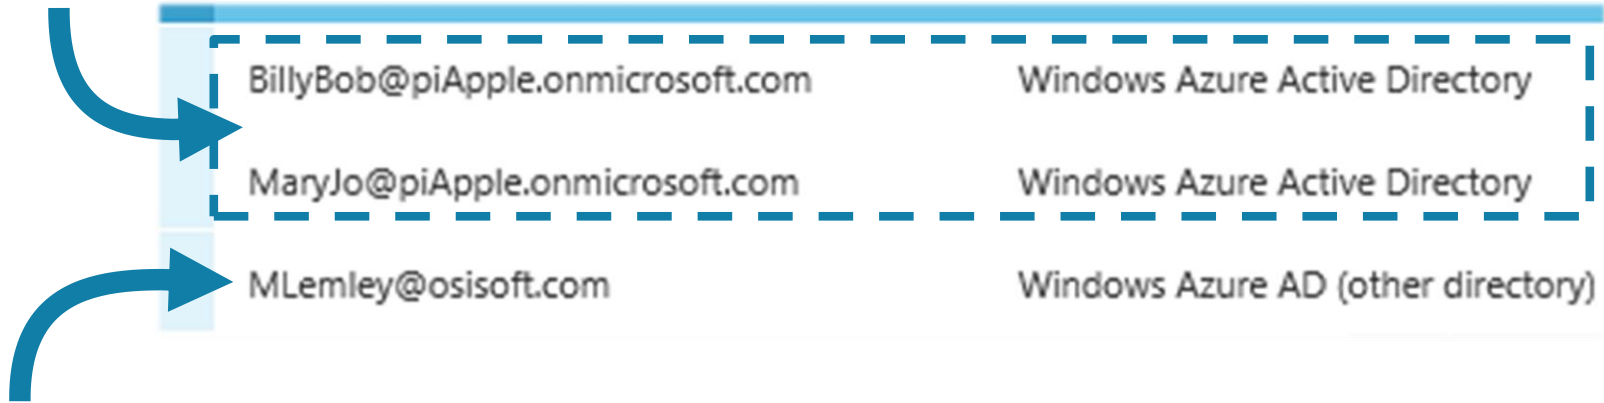 BillyBob@piApple.onmicrosoft.com Windows Azure Active Directory
MaryJo@piApple.onmicrosoft.com Windows Azure Active Directory
MLemley@osisoft.com Windows Azure AD (other directory)